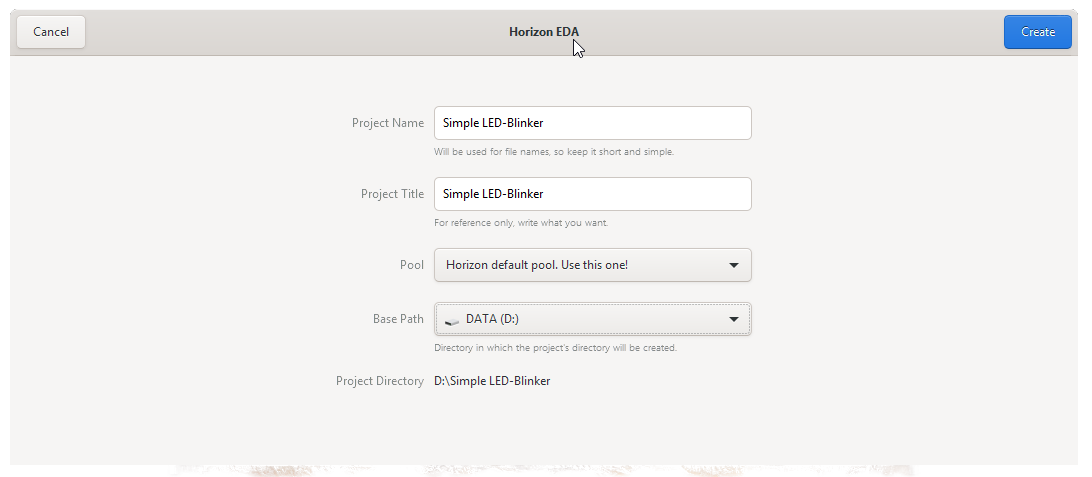 Cancel
Horizon EDA
Create
Project Name
Simple LED-Blinker
Will be used for file names, so keep it short and simple.
Project Title
Simple LED-Blinker
For reference only, write what you want.
Pool
Horizon default pool. Use this one!
Base Path
DATA (D:)
Directory in which the project's directory will be created.
Project Directory
D:\Simple LED-Blinker